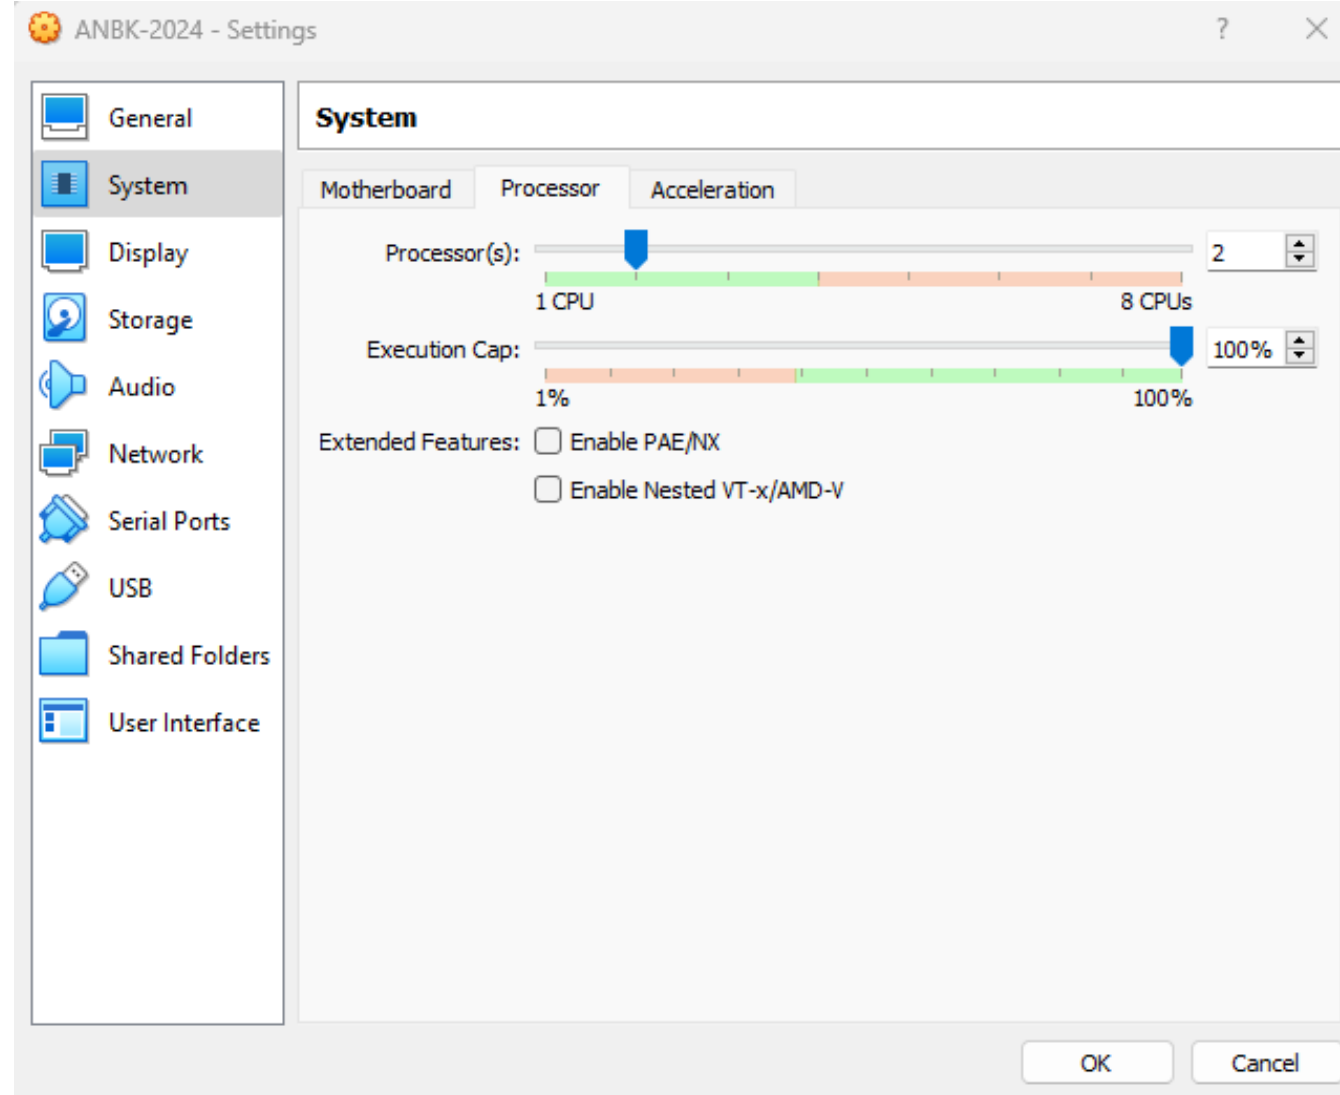 ANBK-2024 - Settings
?
General
System
Display
Storage
Audio
Network
Serial Ports
USB
Shared Folders
User Interface
System
Motherboard Processor Acceleration
Processor(s): 2
1 CPU 8 CPUs
Execution Cap: 100%
1% 100%
Extended Features: Enable PAE/NX
Enable Nested VT-x/AMD-V
OK Cancel